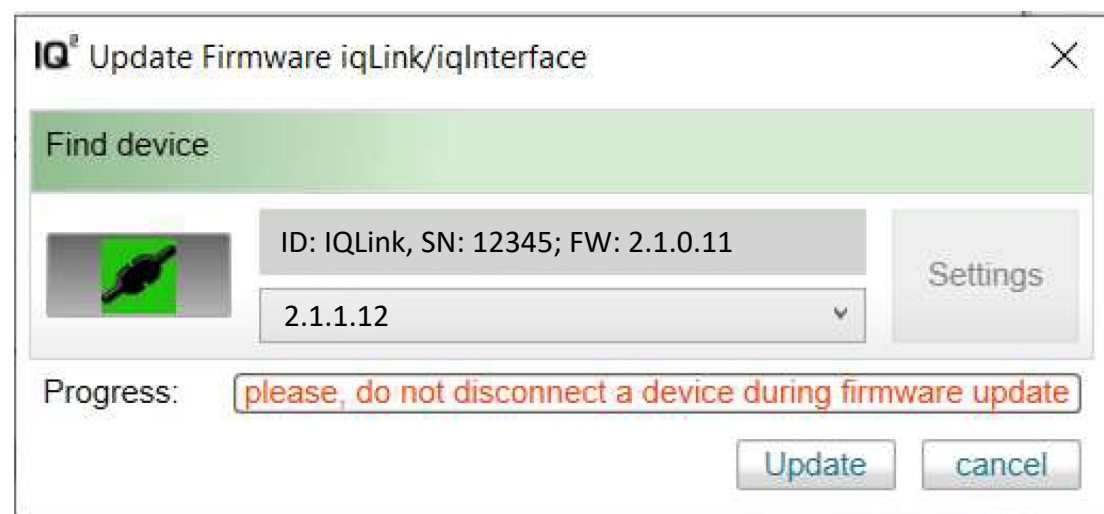 IQ² Update Firmware iqLink/iqInterface
Find device
ID: IQLink, SN: 12345; FW: 2.1.0.11
Settings
2.1.1.12
Progress: please, do not disconnect a device during firmware update
Update cancel